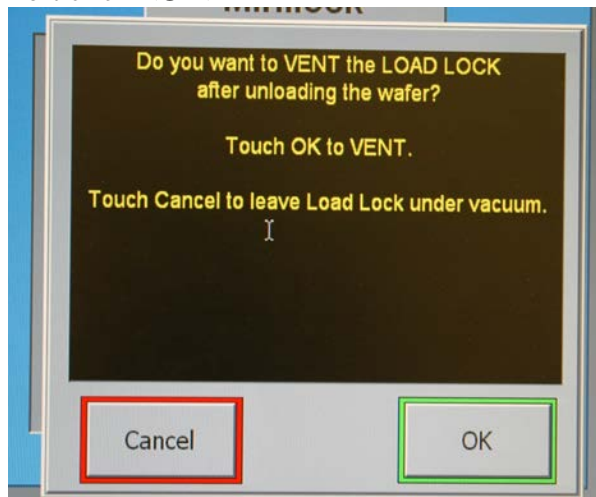 Minilock
Do you want to VENT the LOAD LOCK
after unloading the wafer?
Touch OK to VENT.
Touch Cancel to leave Load Lock under vacuum.
Cancel
OK